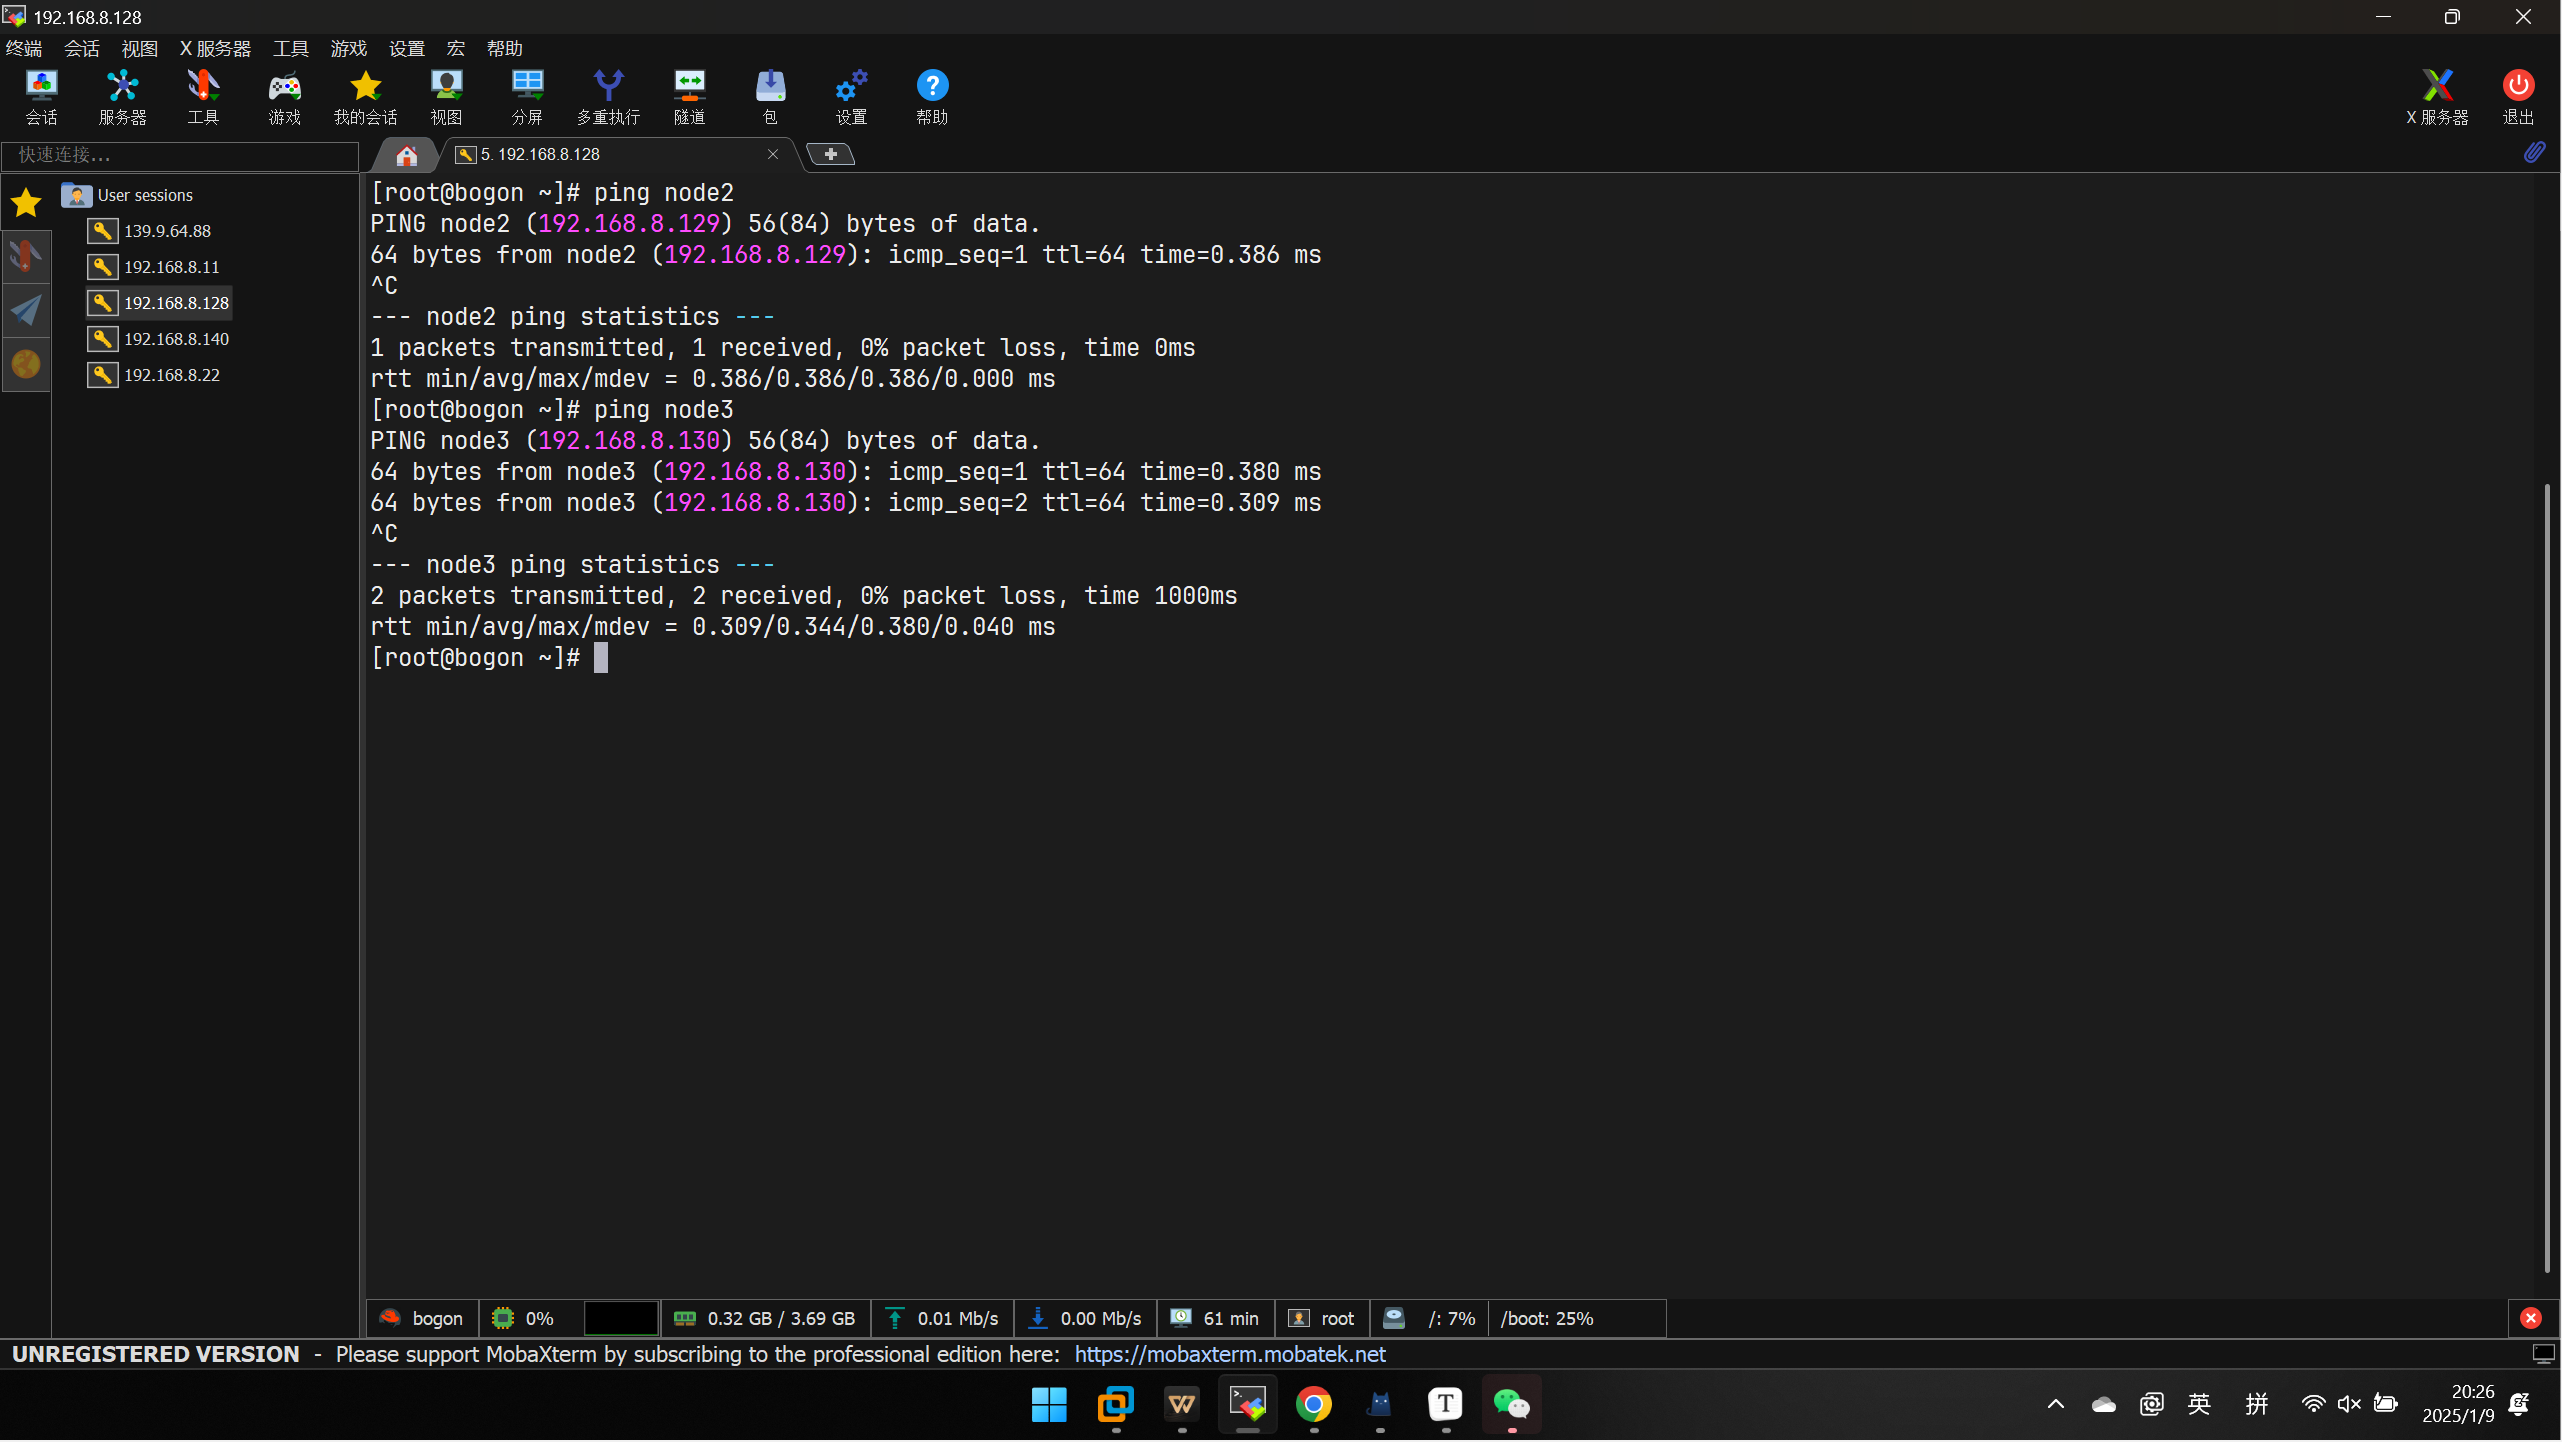 192.168.8.128
终端 会话 视图 X 服务器 工具 游戏 设置 宏 帮助
会话 服务器 工具 游戏 我的会话 视图 分屏 多重执行 隧道 包 设置 帮助 X 服务器 退出
快速连接...
5. 192.168.8.128
User sessions
139.9.64.88
192.168.8.11
192.168.8.128
192.168.8.140
192.168.8.22
[root@bogon ~]# ping node2
PING node2 (192.168.8.129) 56(84) bytes of data.
64 bytes from node2 (192.168.8.129): icmp_seq=1 ttl=64 time=0.386 ms
^C
--- node2 ping statistics ---
1 packets transmitted, 1 received, 0% packet loss, time 0ms
rtt min/avg/max/mdev = 0.386/0.386/0.386/0.000 ms
[root@bogon ~]# ping node3
PING node3 (192.168.8.130) 56(84) bytes of data.
64 bytes from node3 (192.168.8.130): icmp_seq=1 ttl=64 time=0.380 ms
64 bytes from node3 (192.168.8.130): icmp_seq=2 ttl=64 time=0.309 ms
^C
--- node3 ping statistics ---
2 packets transmitted, 2 received, 0% packet loss, time 1000ms
rtt min/avg/max/mdev = 0.309/0.344/0.380/0.040 ms
[root@bogon ~]#
bogon 0% 0.32 GB / 3.69 GB 0.01 Mb/s 0.00 Mb/s 61 min root /: 7% /boot: 25%
UNREGISTERED VERSION - Please support MobaXterm by subscribing to the professional edition here: https://mobaxterm.mobatek.net
英 拼 20:26
2025/1/9